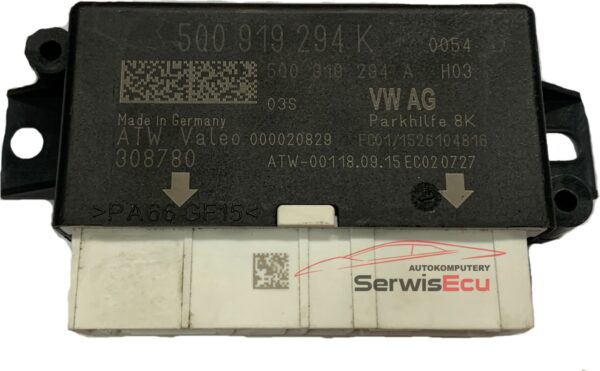 5Q0 919 294 K 0054
5Q0 919 294 A H03
03S VW AG
Made in Germany Parkhilfe 8K
ATW Valeo 000020829 FC01/1526104816
308780 ATW-00118.09.15 EC020727
>PA66 GF15<
AUTOKOMPUTERY
SerwisEcu